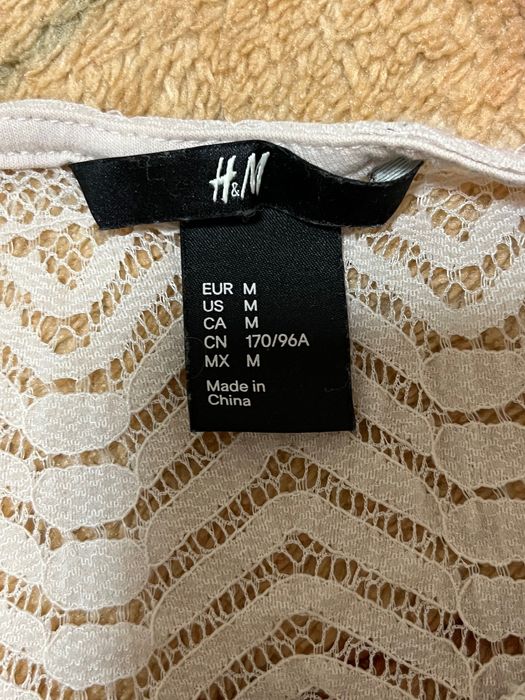 H&M
EUR M
US M
CA M
CN 170/96A
MX M
Made in
China